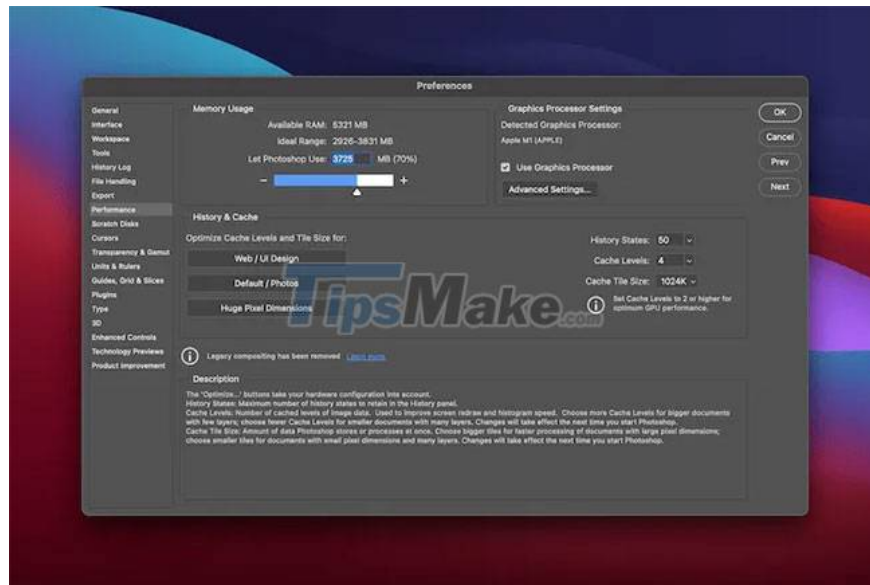 Preferences
General
Interface
Workspace
Tools
History Log
File Handling
Export
Performance
Scratch Disks
Cursors
Transparency & Gamut
Units & Rulers
Guides, Grid & Slices
Plugins
Type
3D
Enhanced Controls
Technology Previews
Product Improvement
Memory Usage
Available RAM: 5321 MB
Ideal Range: 2926-3831 MB
Let Photoshop Use: 3725 MB (70%)
− +
Graphics Processor Settings
Detected Graphics Processor:
Apple M1 (APPLE)
Use Graphics Processor
Advanced Settings...
OK
Cancel
Prev
Next
History & Cache
Optimize Cache Levels and Tile Size for:
Web / UI Design
Default / Photos
Huge Pixel Dimensions
History States: 50
Cache Levels: 4
Cache Tile Size: 1024K
Set Cache Levels to 2 or higher for
optimum GPU performance.
TipsMake.com
Legacy compositing has been removed Learn more
Description
The 'Optimize...' buttons take your hardware configuration into account.
History States: Maximum number of history states to retain in the History panel.
Cache Levels: Number of cached levels of image data. Used to improve screen redraw and histogram speed. Choose more Cache Levels for bigger documents
with few layers; choose fewer Cache Levels for smaller documents with many layers. Changes will take effect the next time you start Photoshop.
Cache Tile Size: Amount of data Photoshop stores or processes at once. Choose bigger tiles for faster processing of documents with large pixel dimensions;
choose smaller tiles for documents with small pixel dimensions and many layers. Changes will take effect the next time you start Photoshop.